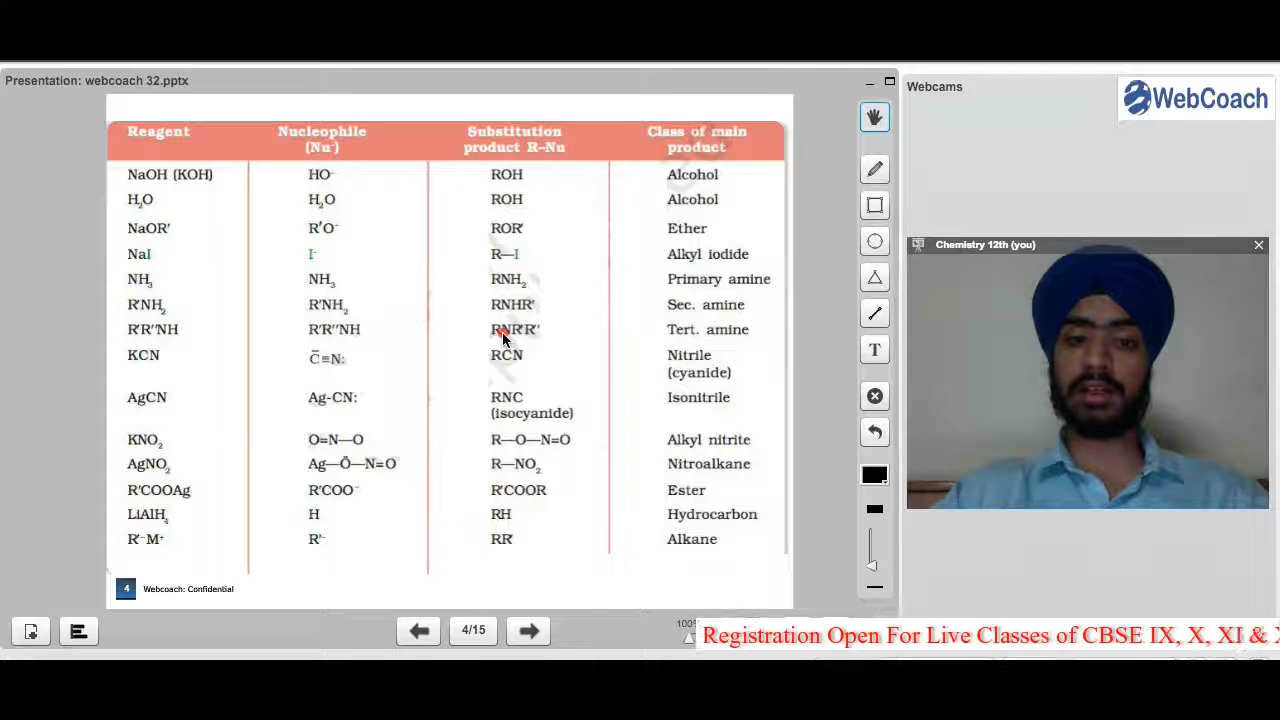 Presentation: webcoach 32.pptx
Webcams
WebCoach
Reagent Nucleophile (Nu⁻) Substitution product R–Nu Class of main product
NaOH (KOH) HO⁻ ROH Alcohol
H₂O H₂O ROH Alcohol
NaOR′ R′O⁻ ROR′ Ether
NaI I⁻ R—I Alkyl iodide
NH₃ NH₃ RNH₂ Primary amine
R′NH₂ R′NH₂ RNHR′ Sec. amine
R′R′′NH R′R′′NH RNR′R′′ Tert. amine
KCN C̄≡N: RCN Nitrile (cyanide)
AgCN Ag-CN: RNC (isocyanide) Isonitrile
KNO₂ O=N—O R—O—N=O Alkyl nitrite
AgNO₂ Ag—Ö—N=O R—NO₂ Nitroalkane
R′COOAg R′COO⁻ R′COOR Ester
LiAlH₄ H RH Hydrocarbon
R′⁻M⁺ R′⁻ RR′ Alkane
4 Webcoach: Confidential
Chemistry 12th (you)
T
4/15
100%
Registration Open For Live Classes of CBSE IX, X, XI &